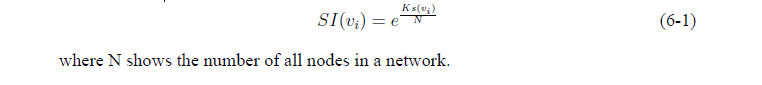 SI(v_i) = e^{\frac{Ks(v_i)}{N}} (6-1)
where N shows the number of all nodes in a network.